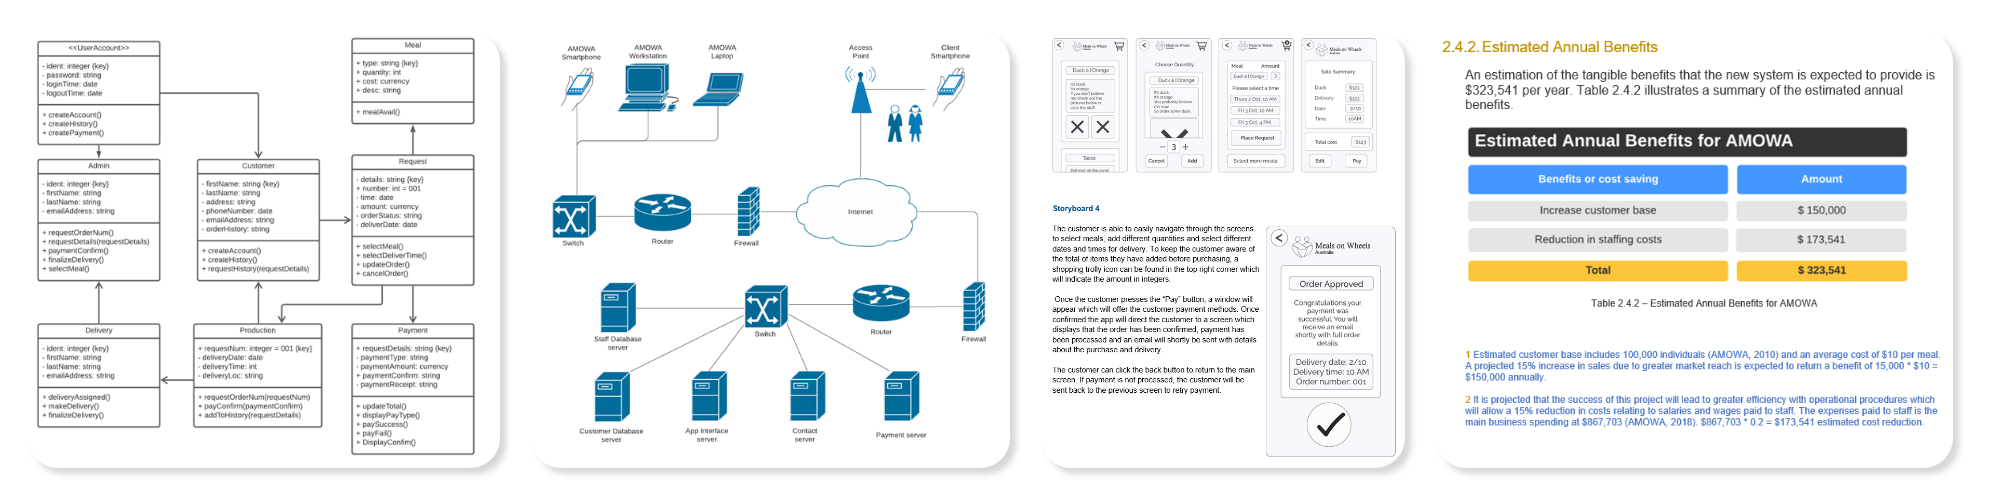 <<UserAccount>>
- ident: integer {key}
- password: string
- loginTime: date
- logoutTime: date
+ createAccount()
+ createHistory()
+ createPayment()
Meal
+ type: string {key}
+ quantity: int
+ cost: currency
+ desc: string
+ mealAvail()
Admin
- ident: integer {key}
- firstName: string
- lastName: string
- emailAddress: string
+ requestOrderNum()
+ requestDetails(requestDetails)
+ paymentConfirm()
+ finalizeDelivery()
+ selectMeal()
Customer
- firstName: string {key}
- lastName: string
- address: string
- phoneNumber: date
- emailAddress: string
- orderHistory: string
+ createAccount()
+ createHistory()
+ requestHistory(requestDetails)
Request
- details: string {key}
+ number: int = 001
- time: date
- amount: currency
- orderStatus: string
- deliverDate: date
+ selectMeal()
+ selectDeliverTime()
+ updateOrder()
+ cancelOrder()
Delivery
- ident: integer {key}
- firstName: string
- lastName: string
- emailAddress: string
+ deliveryAssigned()
+ makeDelivery()
+ finalizeDelivery()
Production
+ requestNum: integer = 001 {key}
- deliveryDate: date
- deliveryTime: int
- deliveryLoc: string
+ requestOrderNum(requestNum)
+ payConfirm(paymentConfirm)
+ addToHistory(requestDetails)
Payment
+ requestDetails: string {key}
- paymentType: string
- paymentAmount: currency
+ paymentConfirm: string
- paymentReceipt: string
+ updateTotal()
+ displayPayType()
+ paySuccess()
+ payFail()
+ DisplayConfim()
AMOWA
Smartphone
AMOWA
Workstation
AMOWA
Laptop
Access
Point
Client
Smartphone
Switch
Router
Firewall
Internet
Staff Database
server
Switch
Router
Firewall
Customer Database
server
App Interface
server
Contact
server
Payment server
Meals on Wheels
Duck a l'Orange
Tacos
Meals on Wheels
Choose Quantity
Duck a l'Orange
- 3 +
Cancel Add
Meals on Wheels
Meal Amount
Duck a l'Orange 3
Please select a time
Thurs 2 Oct, 10 AM
Fri 3 Oct, 10 AM
Fri 3 Oct, 4 PM
Place Request
Select more meals
Meals on Wheels
Australia
Sale Summary
Duck $123
Delivery $123
Date 2/10
Time 10AM
Total cost $123
Edit Pay
Storyboard 4
The customer is able to easily navigate through the screens
to select meals, add different quantities and select different
dates and times for delivery. To keep the customer aware of
the total of items they have added before purchasing, a
shopping trolly icon can be found in the top right corner which
will indicate the amount in integers.
Once the customer presses the "Pay" button, a window will
appear which will offer the customer payment methods. Once
confirmed the app will direct the customer to a screen which
displays that the order has been confirmed, payment has
been processed and an email will shortly be sent with details
about the purchase and delivery
The customer can click the back button to return to the main
screen. If payment is not processed, the customer will be
sent back to the previous screen to retry payment.
Meals on Wheels
Australia
Order Approved
Congratulations your
payment was
successful. You will
receive an email
shortly with full order
details.
Delivery date: 2/10
Delivery time: 10 AM
Order number: 001
2.4.2. Estimated Annual Benefits
An estimation of the tangible benefits that the new system is expected to provide is
$323,541 per year. Table 2.4.2 illustrates a summary of the estimated annual
benefits.
Estimated Annual Benefits for AMOWA
Benefits or cost saving Amount
Increase customer base $ 150,000
Reduction in staffing costs $ 173,541
Total $ 323,541
Table 2.4.2 – Estimated Annual Benefits for AMOWA
1 Estimated customer base includes 100,000 individuals (AMOWA, 2010) and an average cost of $10 per meal.
A projected 15% increase in sales due to greater market reach is expected to return a benefit of 15,000 * $10 =
$150,000 annually.
2 It is projected that the success of this project will lead to greater efficiency with operational procedures which
will allow a 15% reduction in costs relating to salaries and wages paid to staff. The expenses paid to staff is the
main business spending at $867,703 (AMOWA, 2018). $867,703 * 0.2 = $173,541 estimated cost reduction.